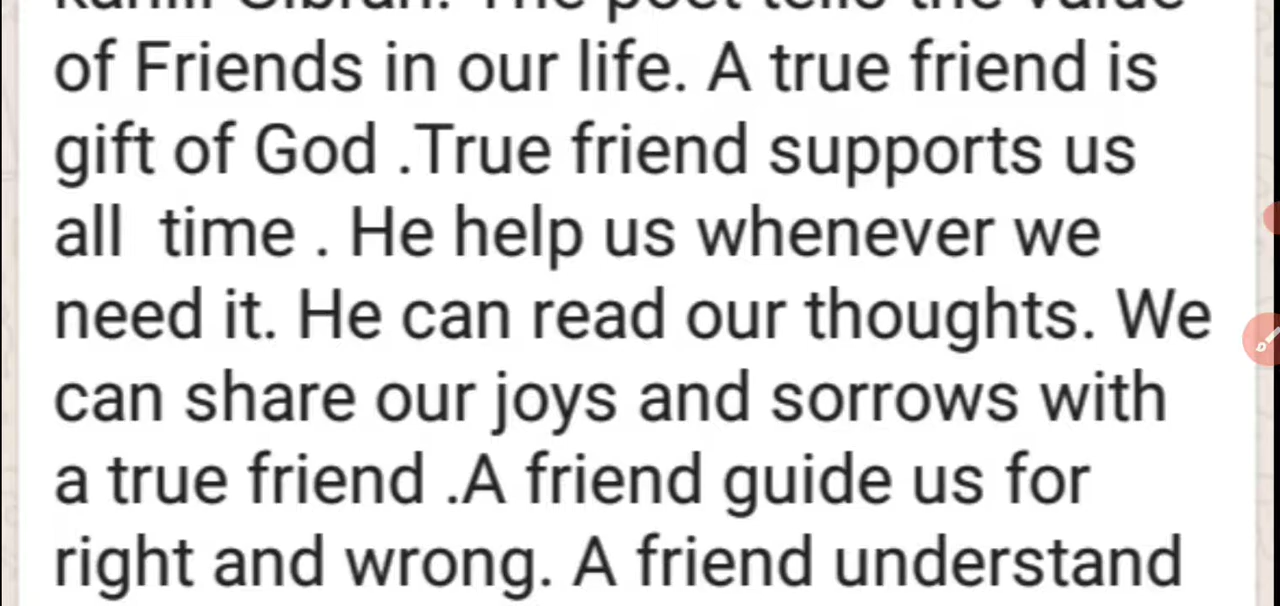 of Friends in our life. A true friend is
gift of God .True friend supports us
all  time . He help us whenever we
need it. He can read our thoughts. We
can share our joys and sorrows with
a true friend .A friend guide us for
right and wrong. A friend understand